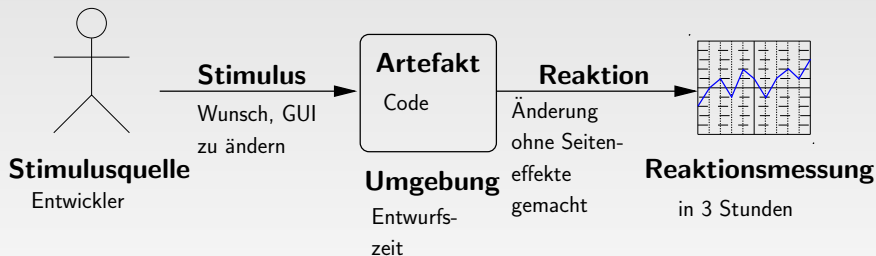 Stimulusquelle
Entwickler
Stimulus
Wunsch, GUI
zu ändern
Artefakt
Code
Umgebung
Entwurfs-
zeit
Reaktion
Änderung
ohne Seiten-
effekte
gemacht
Reaktionsmessung
in 3 Stunden